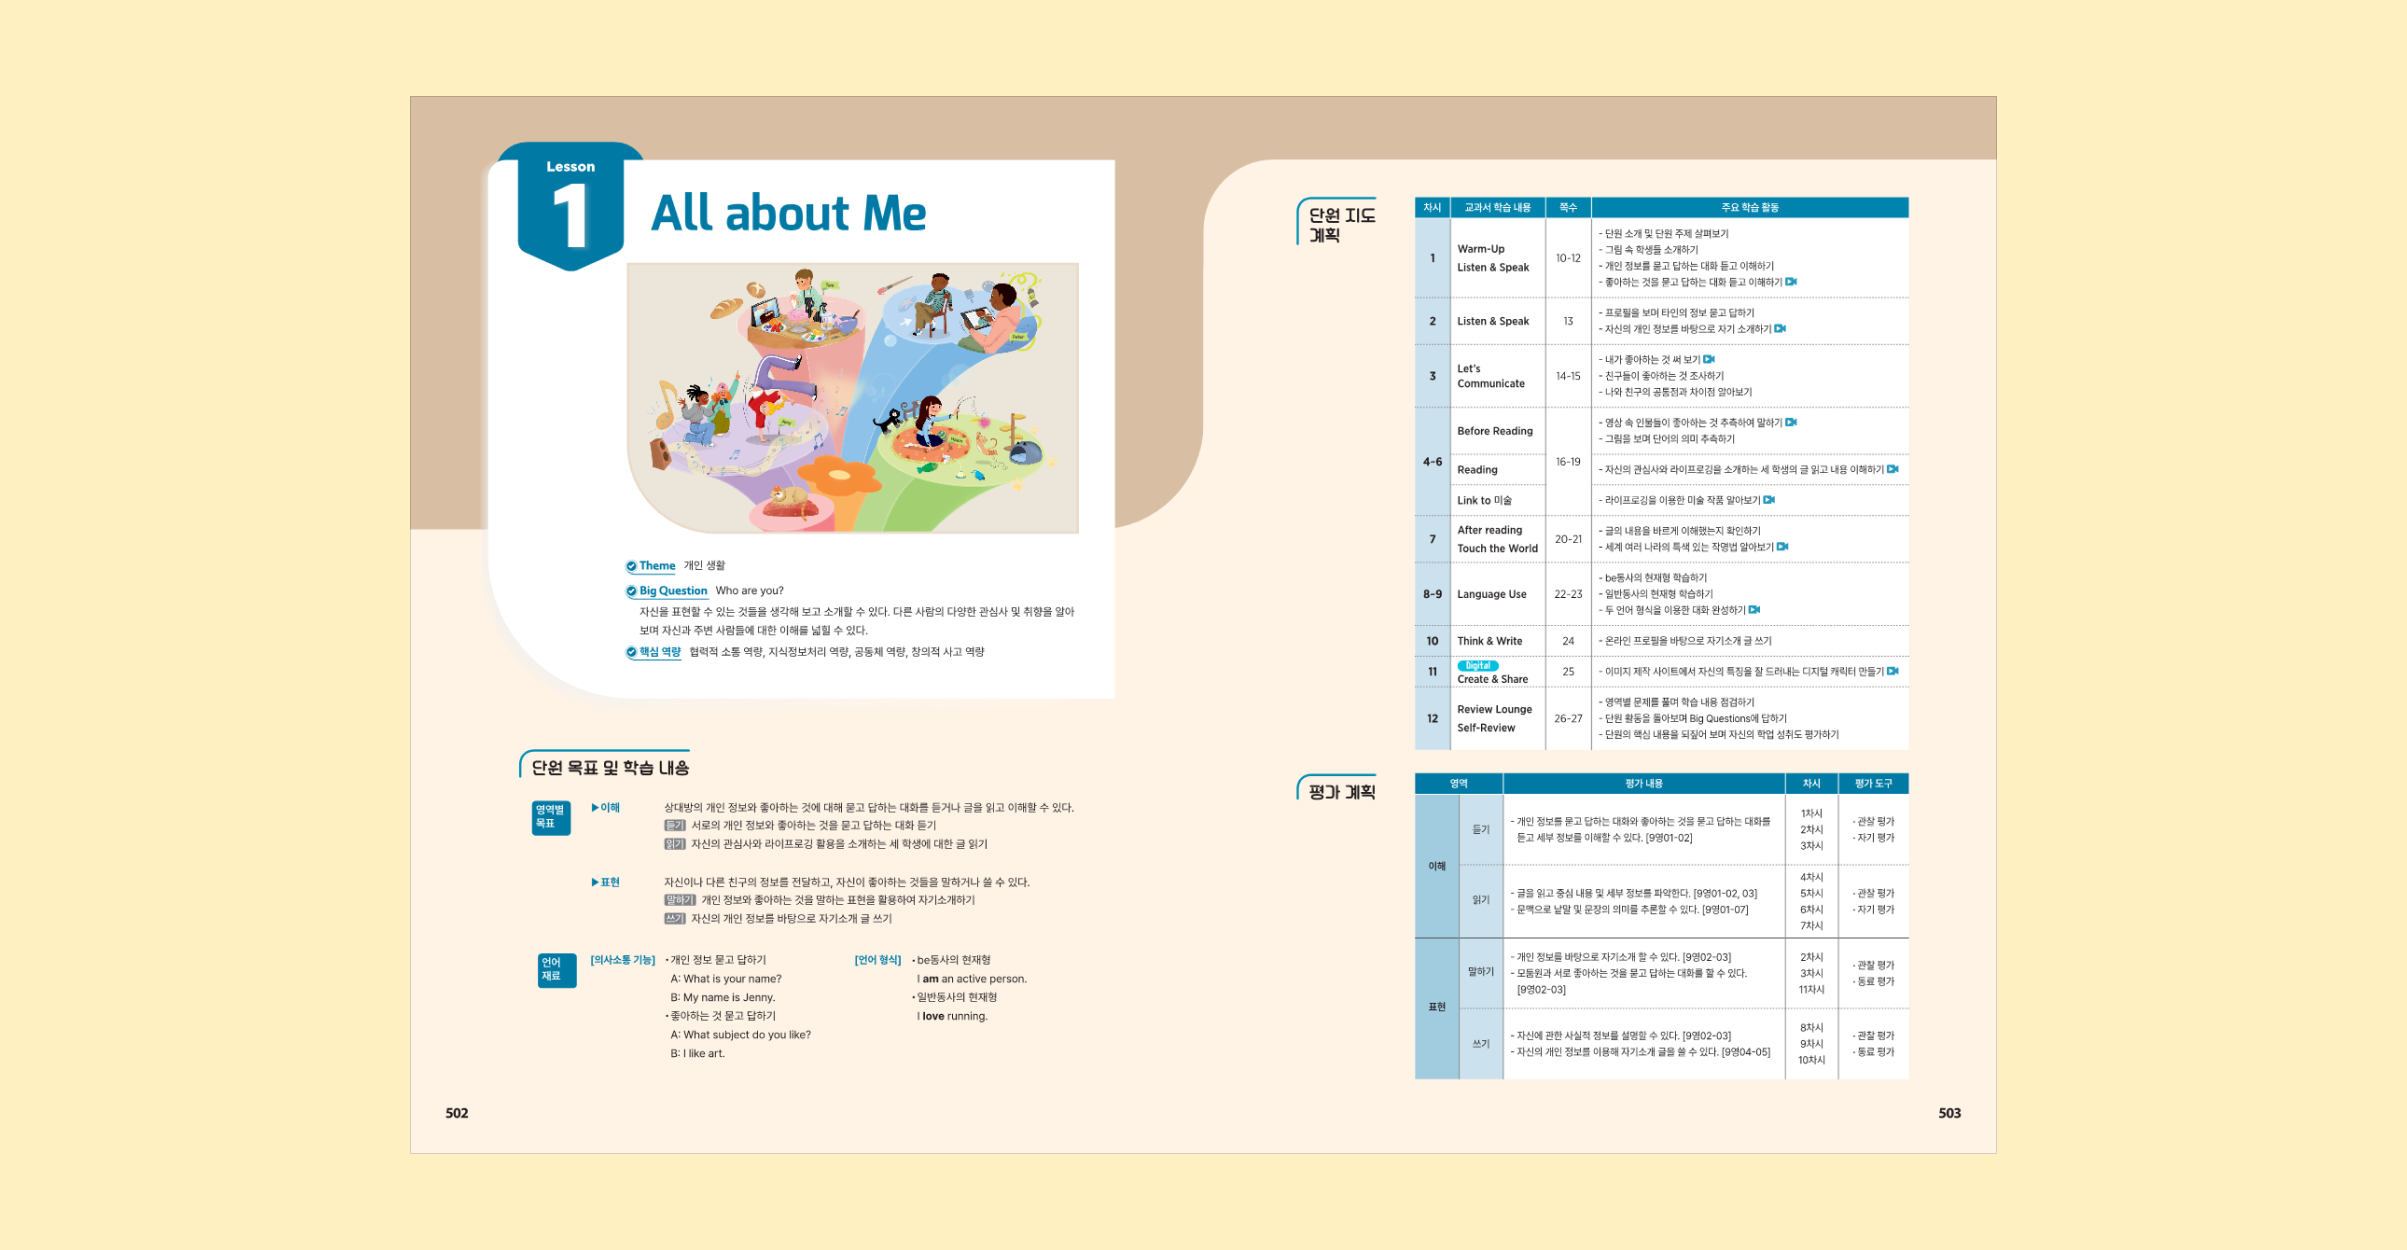 Lesson
1
All about Me
Theme 개인 생활
Big Question Who are you?
자신을 표현할 수 있는 것들을 생각해 보고 소개할 수 있다. 다른 사람의 다양한 관심사 및 취향을 알아
보며 자신과 주변 사람들에 대한 이해를 넓힐 수 있다.
핵심 역량 협력적 소통 역량, 지식정보처리 역량, 공동체 역량, 창의적 사고 역량
단원 목표 및 학습 내용
영역별
목표
▶이해 상대방의 개인 정보와 좋아하는 것에 대해 묻고 답하는 대화를 듣거나 글을 읽고 이해할 수 있다.
듣기 서로의 개인 정보와 좋아하는 것을 묻고 답하는 대화 듣기
읽기 자신의 관심사와 라이프로깅 활용을 소개하는 세 학생에 대한 글 읽기
▶표현 자신이나 다른 친구의 정보를 전달하고, 자신이 좋아하는 것들을 말하거나 쓸 수 있다.
말하기 개인 정보와 좋아하는 것을 말하는 표현을 활용하여 자기소개하기
쓰기 자신의 개인 정보를 바탕으로 자기소개 글 쓰기
언어
재료
[의사소통 기능] • 개인 정보 묻고 답하기
A: What is your name?
B: My name is Jenny.
• 좋아하는 것 묻고 답하기
A: What subject do you like?
B: I like art.
[언어 형식] • be동사의 현재형
I am an active person.
• 일반동사의 현재형
I love running.
502
단원 지도
계획
차시 교과서 학습 내용 쪽수 주요 학습 활동
1
Warm-Up
Listen & Speak
10-12
- 단원 소개 및 단원 주제 살펴보기
- 그림 속 학생들 소개하기
- 개인 정보를 묻고 답하는 대화 듣고 이해하기
- 좋아하는 것을 묻고 답하는 대화 듣고 이해하기
2
Listen & Speak
13
- 프로필을 보며 타인의 정보 묻고 답하기
- 자신의 개인 정보를 바탕으로 자기 소개하기
3
Let's
Communicate
14-15
- 내가 좋아하는 것 써 보기
- 친구들이 좋아하는 것 조사하기
- 나와 친구의 공통점과 차이점 알아보기
4-6
Before Reading
16-19
- 영상 속 인물들이 좋아하는 것 추측하여 말하기
- 그림을 보며 단어의 의미 추측하기
Reading
- 자신의 관심사와 라이프로깅을 소개하는 세 학생의 글 읽고 내용 이해하기
Link to 미술
- 라이프로깅을 이용한 미술 작품 알아보기
7
After reading
Touch the World
20-21
- 글의 내용을 바르게 이해했는지 확인하기
- 세계 여러 나라의 특색 있는 작명법 알아보기
8-9
Language Use
22-23
- be동사의 현재형 학습하기
- 일반동사의 현재형 학습하기
- 두 언어 형식을 이용한 대화 완성하기
10
Think & Write
24
- 온라인 프로필을 바탕으로 자기소개 글 쓰기
11
Digital
Create & Share
25
- 이미지 제작 사이트에서 자신의 특징을 잘 드러내는 디지털 캐릭터 만들기
12
Review Lounge
Self-Review
26-27
- 영역별 문제를 풀며 학습 내용 점검하기
- 단원 활동을 돌아보며 Big Questions에 답하기
- 단원의 핵심 내용을 되짚어 보며 자신의 학업 성취도 평가하기
평가 계획
영역 평가 내용 차시 평가 도구
이해
듣기
- 개인 정보를 묻고 답하는 대화와 좋아하는 것을 묻고 답하는 대화를
듣고 세부 정보를 이해할 수 있다. [9영01-02]
1차시
2차시
3차시
· 관찰 평가
· 자기 평가
읽기
- 글을 읽고 중심 내용 및 세부 정보를 파악한다. [9영01-02, 03]
- 문맥으로 낱말 및 문장의 의미를 추론할 수 있다. [9영01-07]
4차시
5차시
6차시
7차시
· 관찰 평가
· 자기 평가
표현
말하기
- 개인 정보를 바탕으로 자기소개 할 수 있다. [9영02-03]
- 모둠원과 서로 좋아하는 것을 묻고 답하는 대화를 할 수 있다.
[9영02-03]
2차시
3차시
11차시
· 관찰 평가
· 동료 평가
쓰기
- 자신에 관한 사실적 정보를 설명할 수 있다. [9영02-03]
- 자신의 개인 정보를 이용해 자기소개 글을 쓸 수 있다. [9영04-05]
8차시
9차시
10차시
· 관찰 평가
· 동료 평가
503